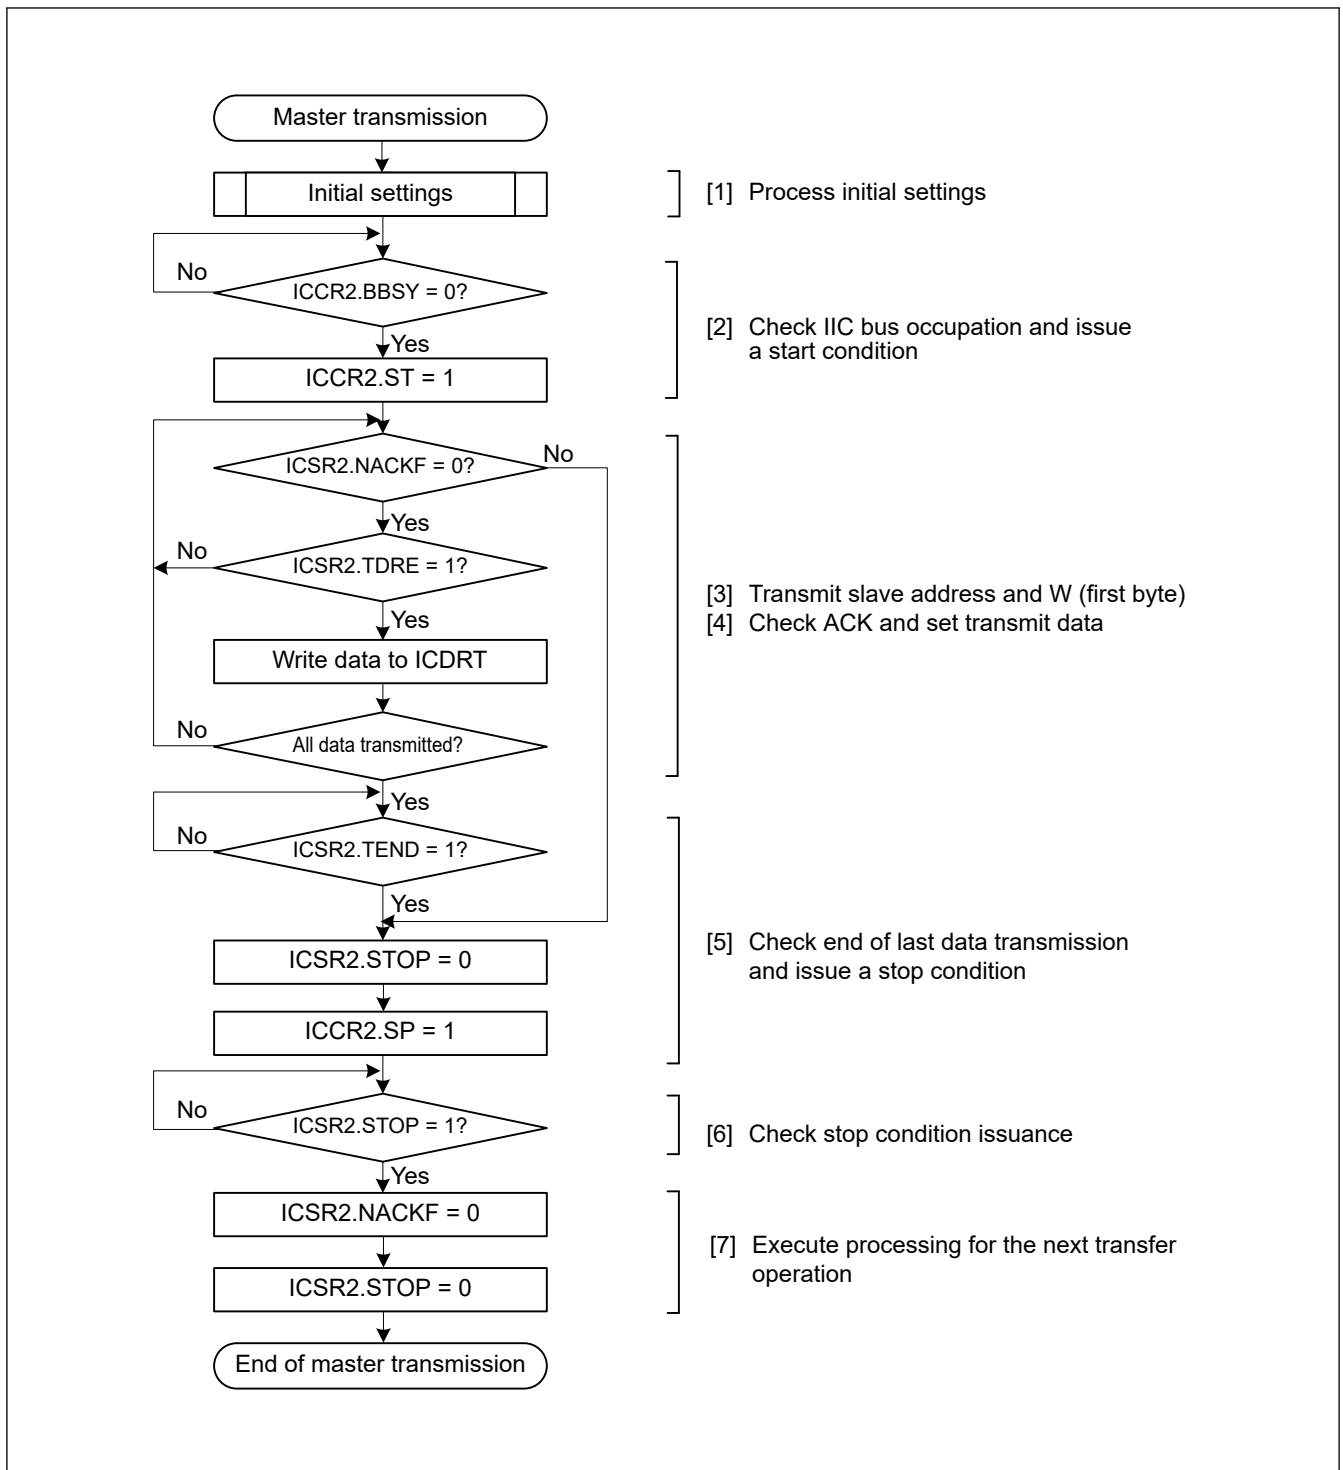 Master transmission
Initial settings
[1] Process initial settings
No
ICCR2.BBSY = 0?
Yes
[2] Check IIC bus occupation and issue
a start condition
ICCR2.ST = 1
ICSR2.NACKF = 0?
No
Yes
No
ICSR2.TDRE = 1?
Yes
[3] Transmit slave address and W (first byte)
[4] Check ACK and set transmit data
Write data to ICDRT
No
All data transmitted?
Yes
No
ICSR2.TEND = 1?
Yes
[5] Check end of last data transmission
and issue a stop condition
ICSR2.STOP = 0
ICCR2.SP = 1
No
ICSR2.STOP = 1?
[6] Check stop condition issuance
Yes
ICSR2.NACKF = 0
[7] Execute processing for the next transfer
operation
ICSR2.STOP = 0
End of master transmission